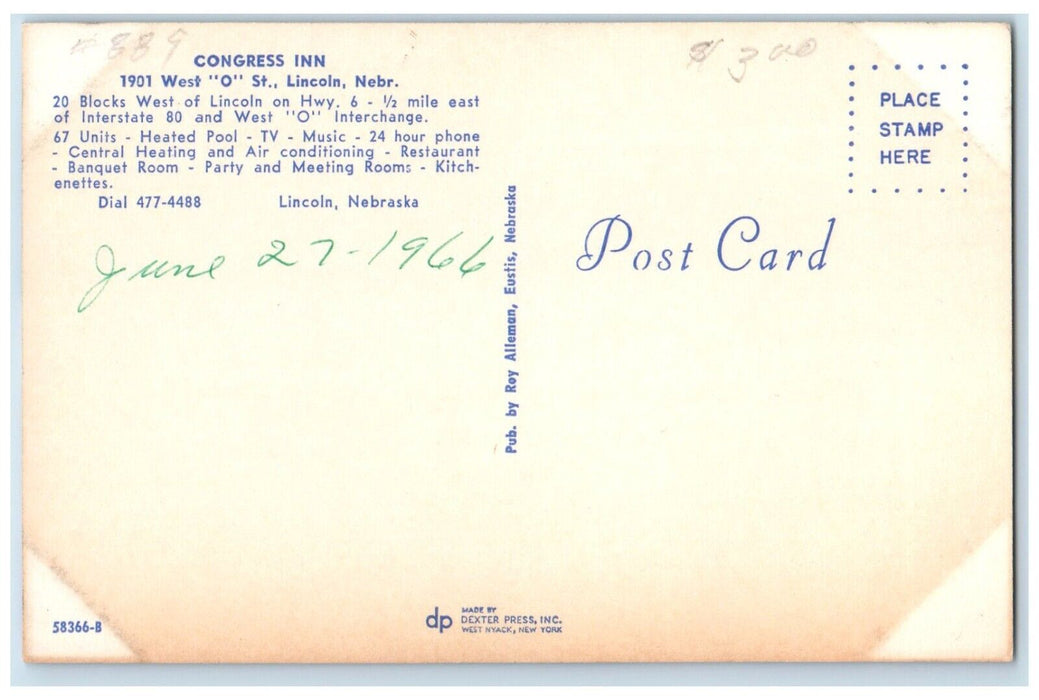 #889
$3.00
CONGRESS INN
1901 West "O" St., Lincoln, Nebr.
20 Blocks West of Lincoln on Hwy. 6 - ½ mile east
of Interstate 80 and West "O" Interchange.
67 Units - Heated Pool - TV - Music - 24 hour phone
- Central Heating and Air conditioning - Restaurant
- Banquet Room - Party and Meeting Rooms - Kitch-
enettes.
Dial 477-4488 Lincoln, Nebraska
June 27-1966
Pub. by Roy Alleman, Eustis, Nebraska
Post Card
PLACE
STAMP
HERE
58366-B
dp
MADE BY
DEXTER PRESS, INC.
WEST NYACK, NEW YORK